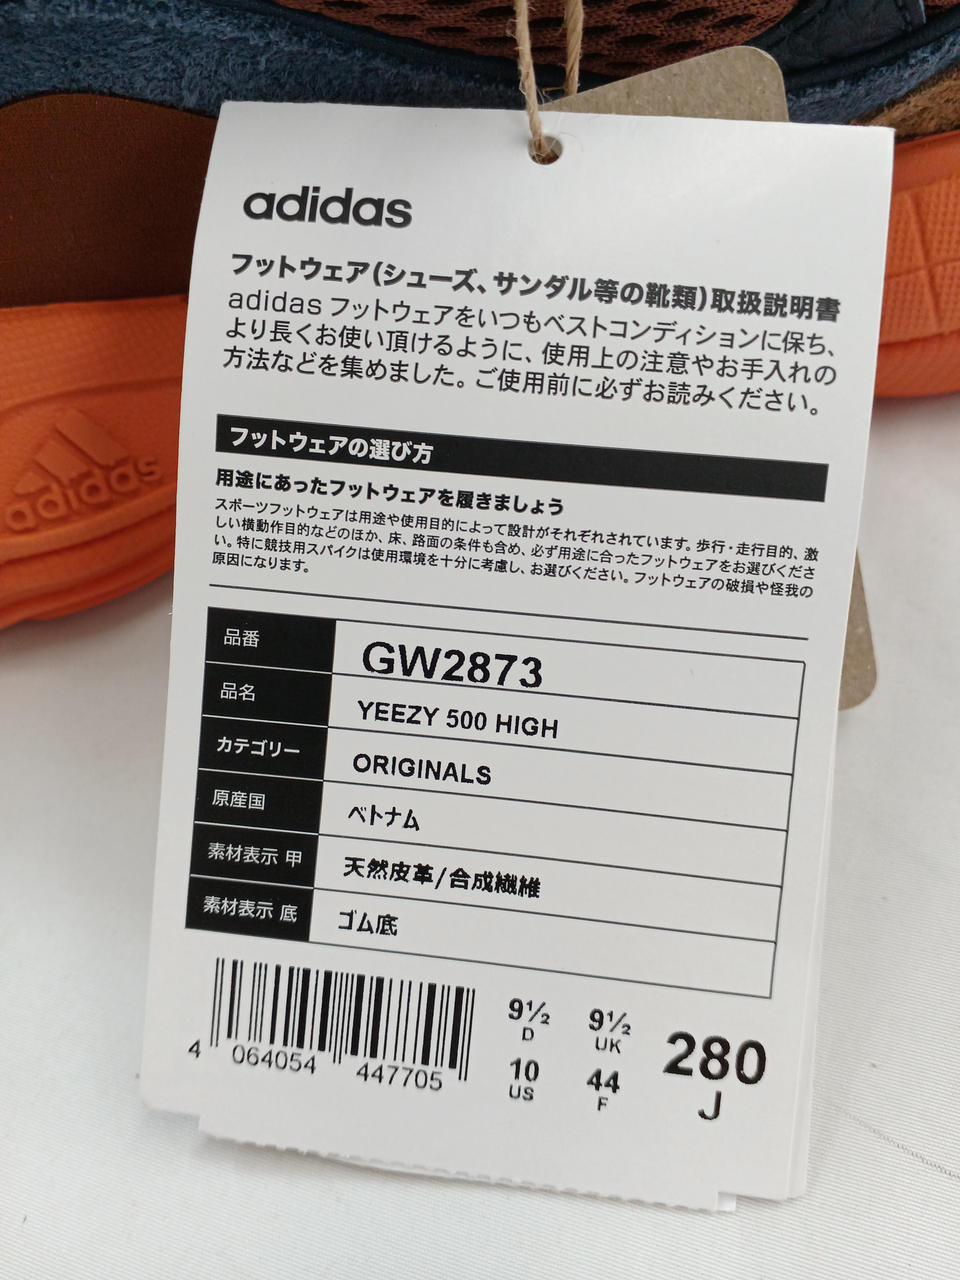 adidas
フットウェア(シューズ、サンダル等の靴類)取扱説明書
adidas フットウェアをいつもベストコンディションに保ち、
より長くお使い頂けるように、使用上の注意やお手入れの
方法などを集めました。ご使用前に必ずお読みください。
フットウェアの選び方
用途にあったフットウェアを履きましょう
スポーツフットウェアは用途や使用目的によって設計がそれぞれされています。歩行・走行目的、激
しい横動作目的などのほか、床、路面の条件も含め、必ず用途に合ったフットウェアをお選びくださ
い。特に競技用スパイクは使用環境を十分に考慮し、お選びください。フットウェアの破損や怪我の
原因になります。
品番 GW2873
品名 YEEZY 500 HIGH
カテゴリー ORIGINALS
原産国 ベトナム
素材表示 甲 天然皮革/合成繊維
素材表示 底 ゴム底
4 064054 447705
9½ D 9½ UK
10 US 44 F
280 J
adidas